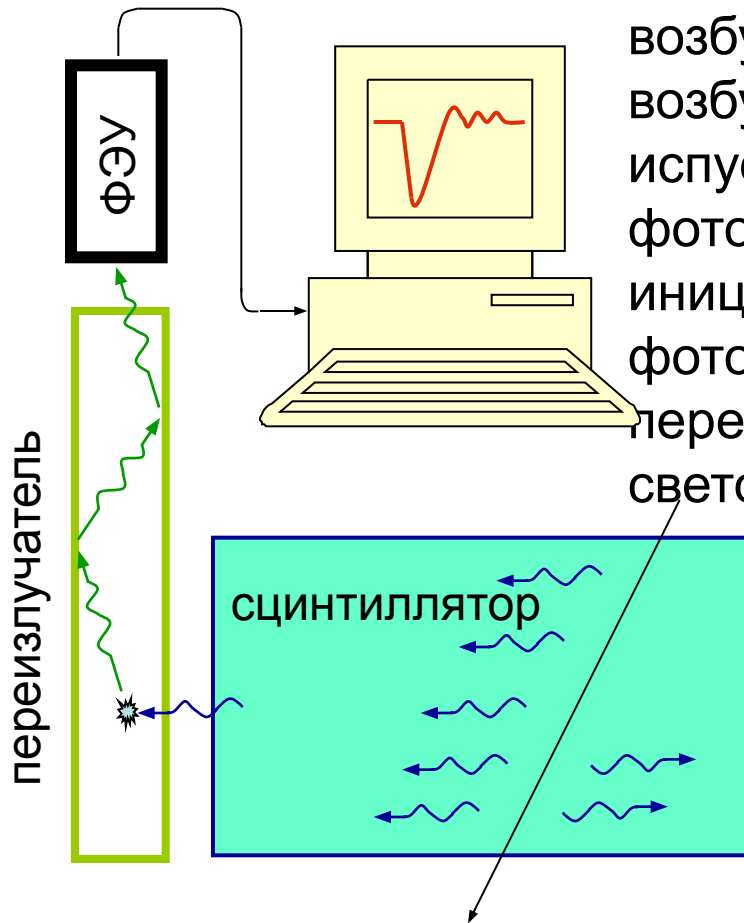 ФЭУ
возбу
возбу
испус
фото
иниц
фото
пере
свето
переизлучатель
сцинтиллятор